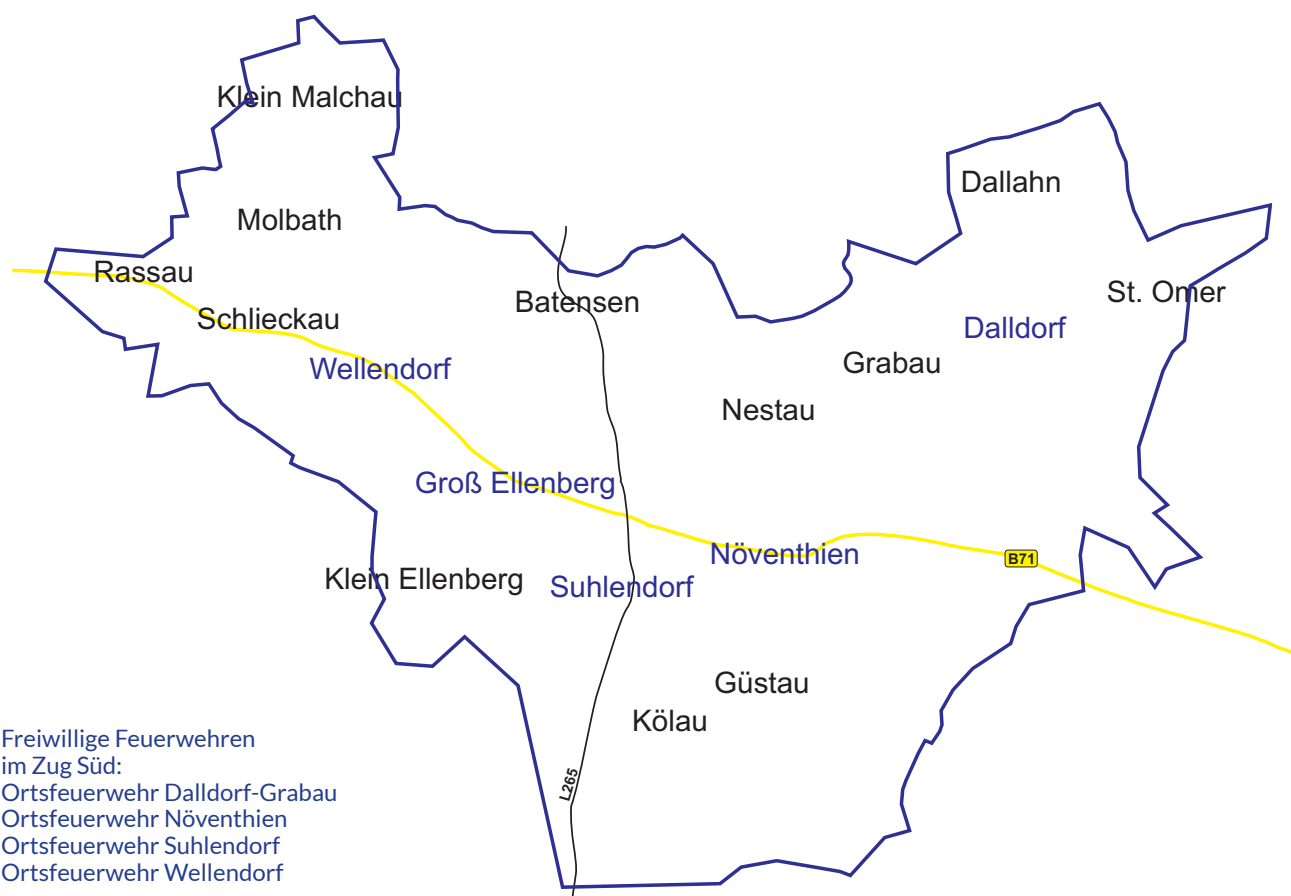 Klein Malchau
Dallahn
Molbath
Rassau
St. Omer
Batensen
Schlieckau
Dalldorf
Grabau
Wellendorf
Nestau
Groß Ellenberg
Növenthien
B71
Klein Ellenberg
Suhlendorf
Güstau
Kölau
L265
Freiwillige Feuerwehren
im Zug Süd:
Ortsfeuerwehr Dalldorf-Grabau
Ortsfeuerwehr Növenthien
Ortsfeuerwehr Suhlendorf
Ortsfeuerwehr Wellendorf